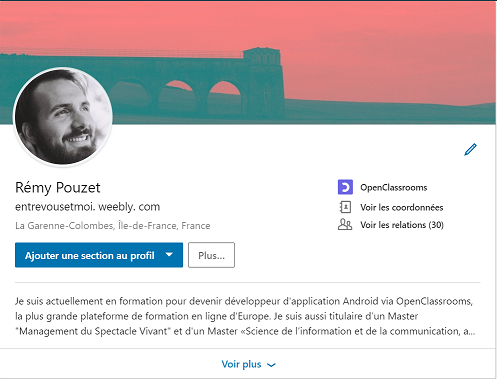 Rémy Pouzet
entrevousetmoi. weebly. com
La Garenne-Colombes, Île-de-France, France
Ajouter une section au profil
Plus...
OpenClassrooms
Voir les coordonnées
Voir les relations (30)
Je suis actuellement en formation pour devenir développeur d'application Android via OpenClassrooms,
la plus grande plateforme de formation en ligne d'Europe. Je suis aussi titulaire d'un Master
"Management du Spectacle Vivant" et d'un Master «Science de l'information et de la communication, a...
Voir plus